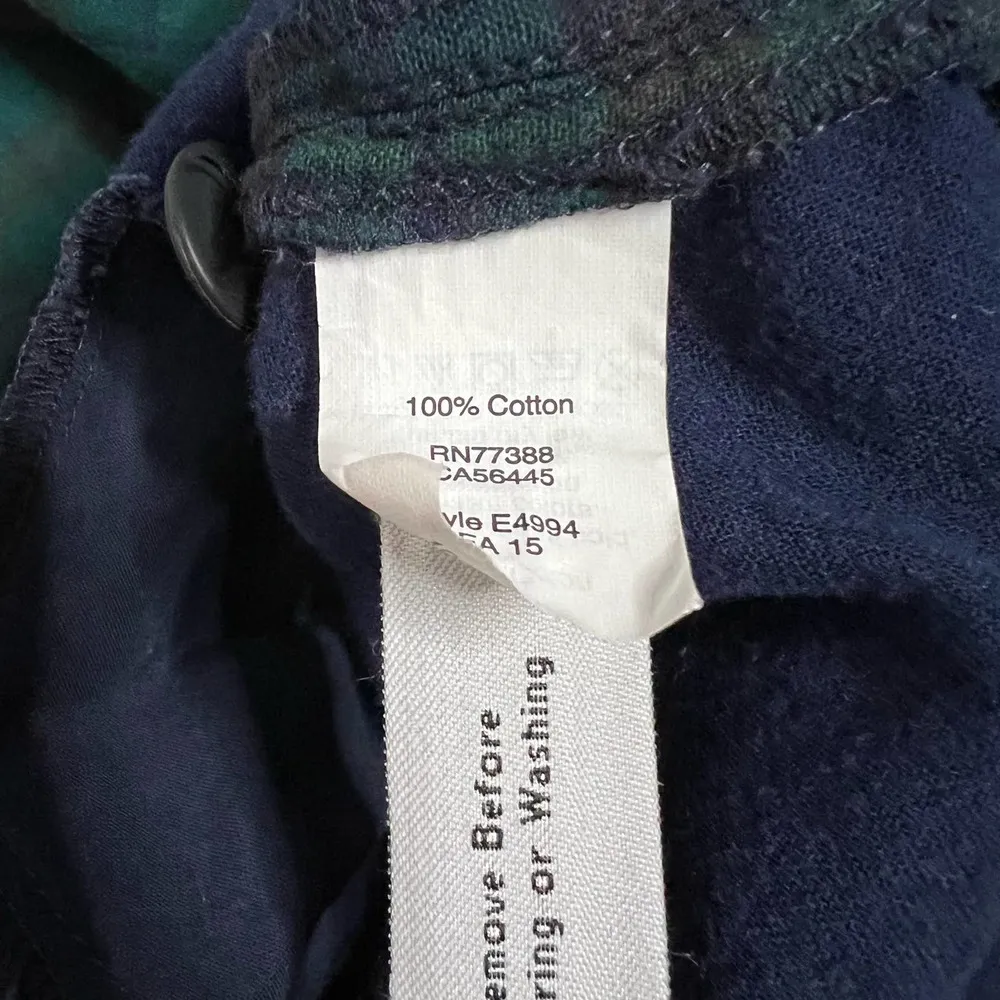 100% Cotton
RN77388
CA56445
yle E4994
FA 15
emove Before
ring or Washing